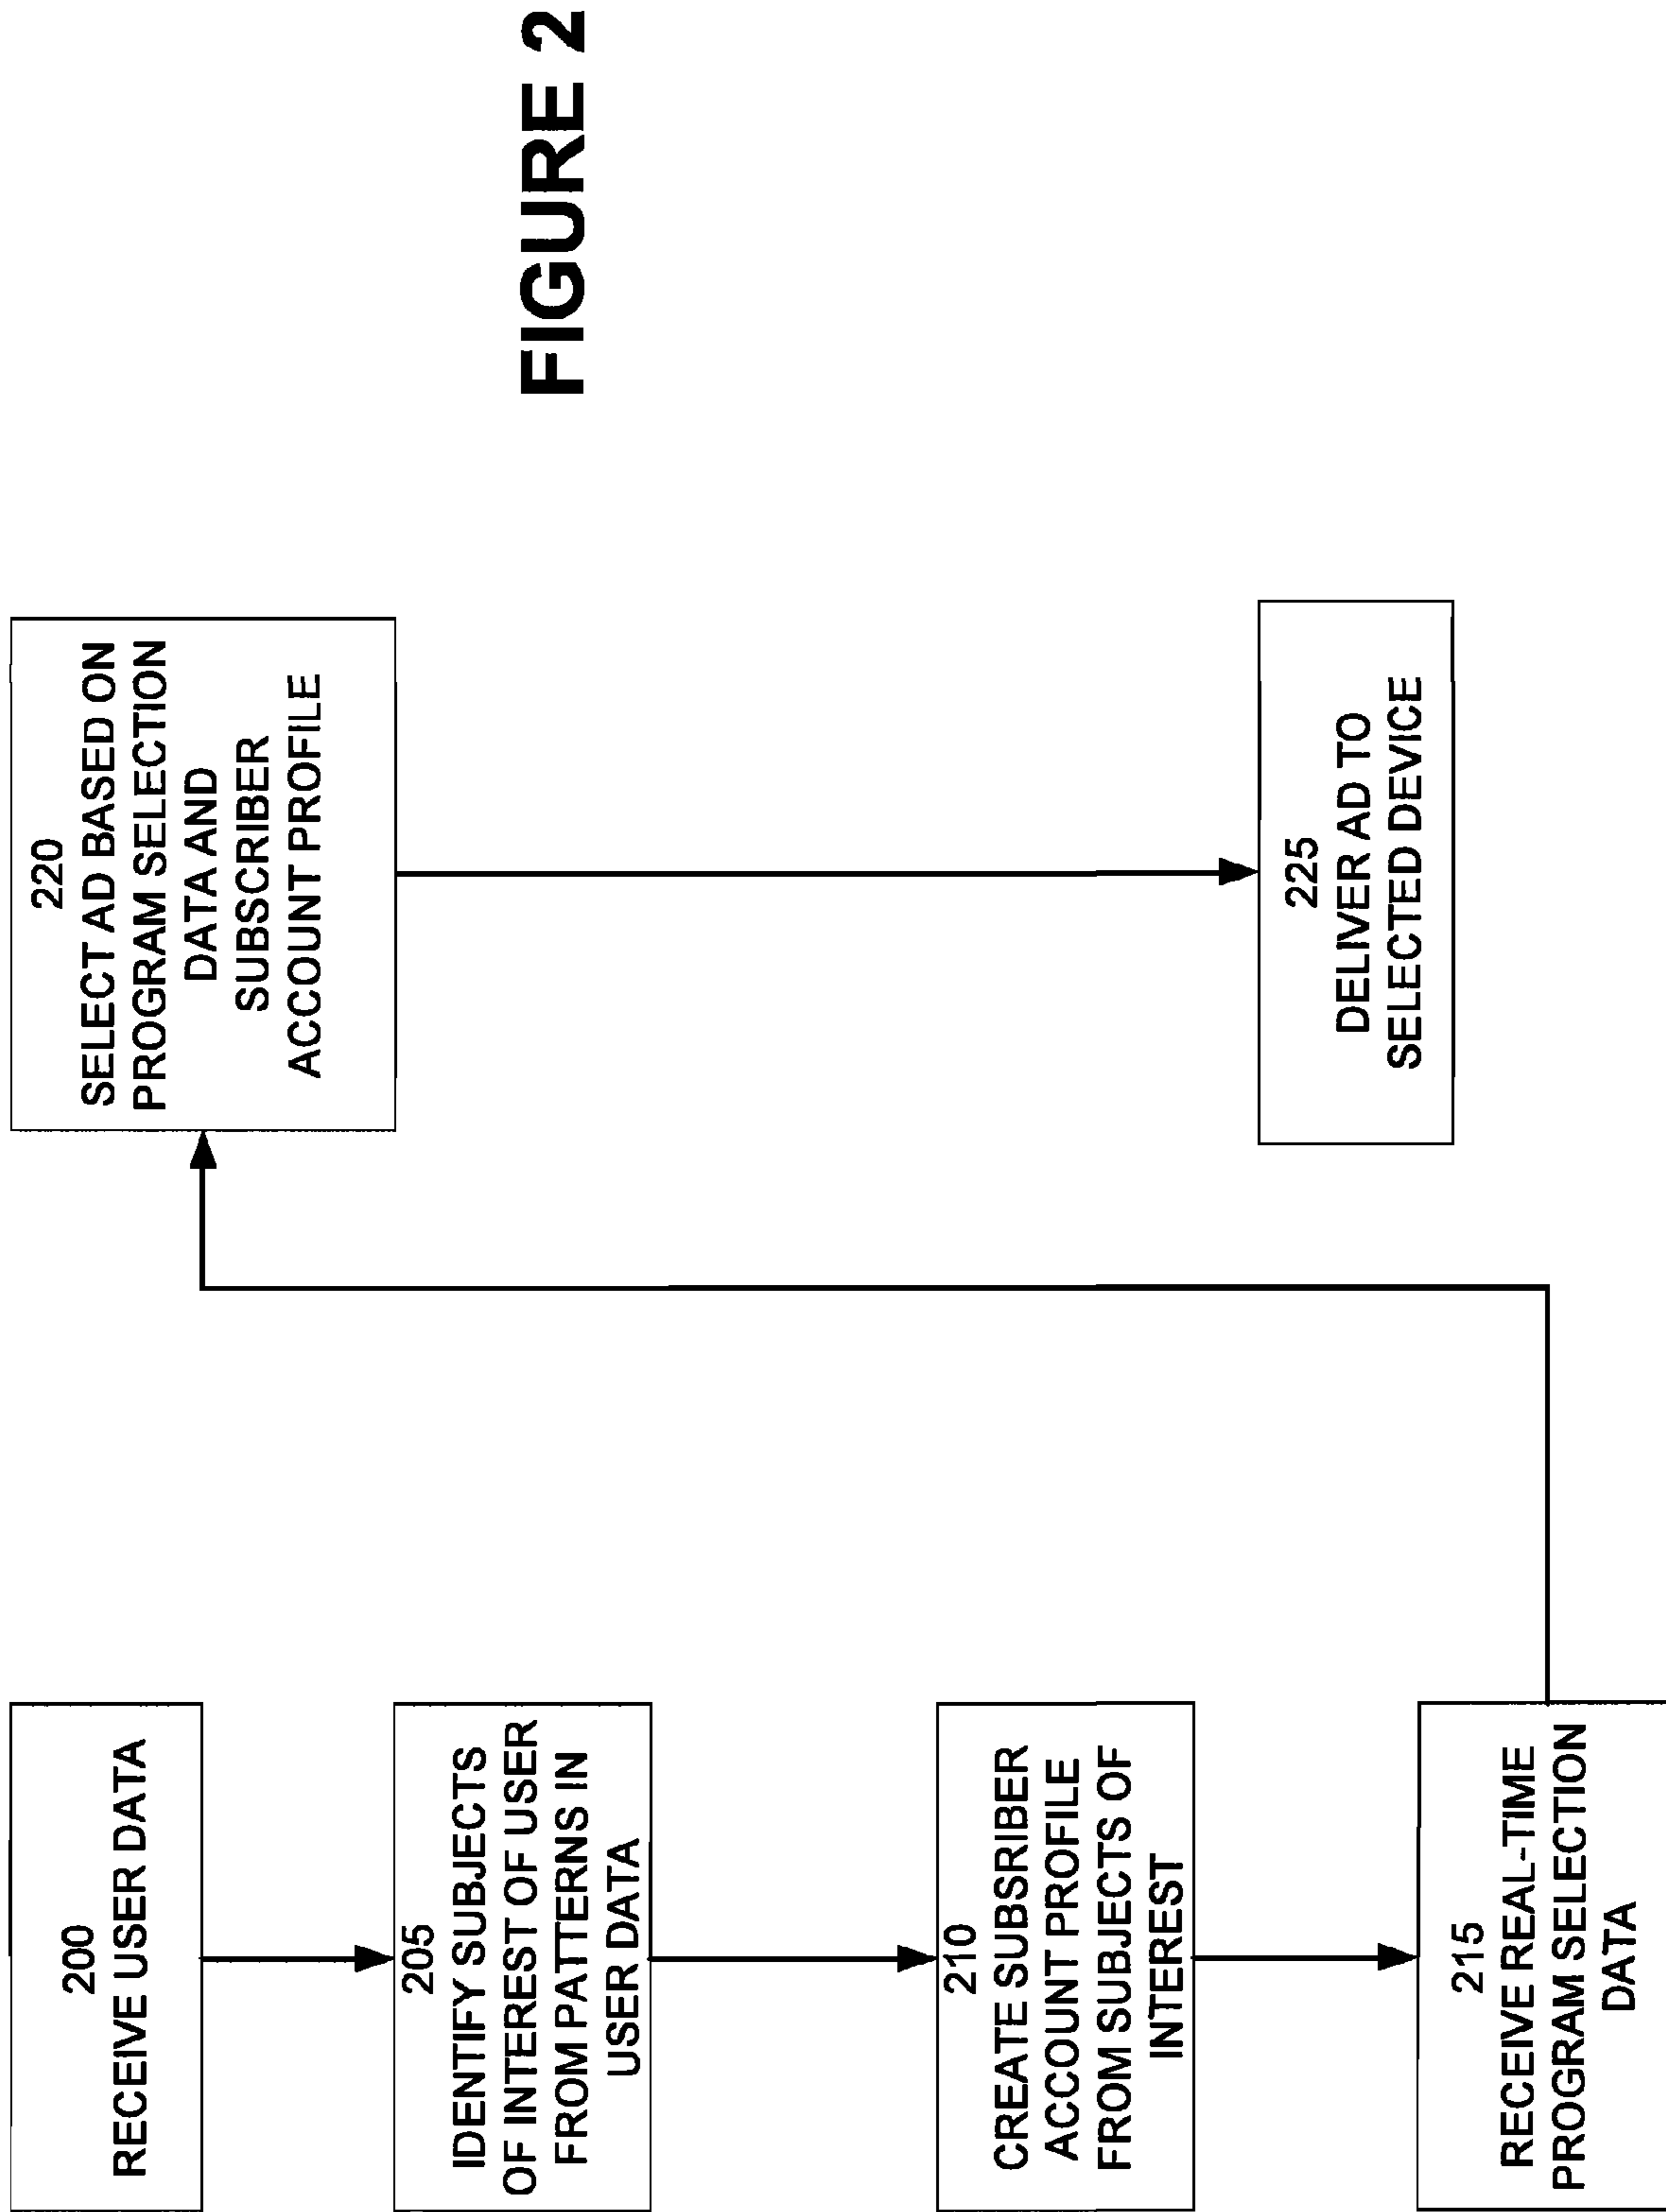 200
RECEIVE USER DATA
205
IDENTIFY SUBJECTS
OF INTEREST OF USER
FROM PATTERNS IN
USER DATA
210
CREATE SUBSRIBER
ACCOUNT PROFILE
FROM SUBJECTS OF
INTEREST
215
RECEIVE REAL-TIME
PROGRAM SELECTION
DATA
220
SELECT AD BASED ON
PROGRAM SELECTION
DATA AND
SUBSCRIBER
ACCOUNT PROFILE
225
DELIVER AD TO
SELECTED DEVICE
FIGURE 2